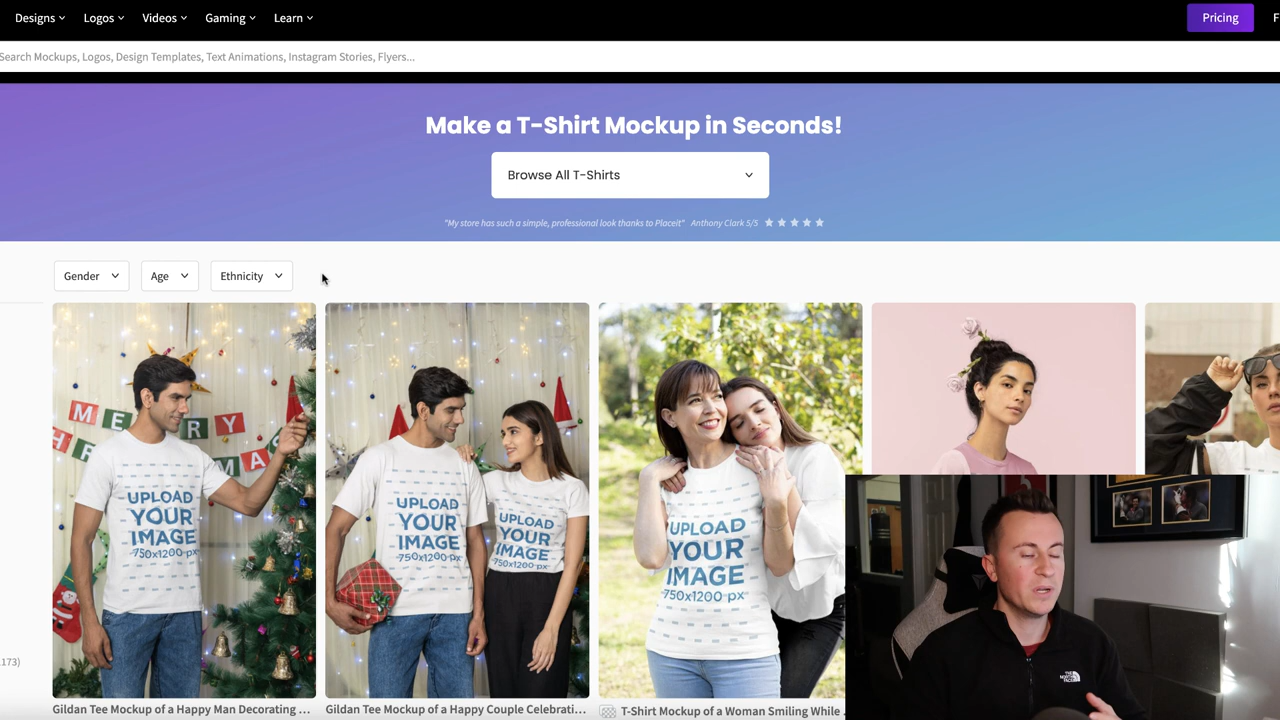 Designs Logos Videos Gaming Learn Pricing F
Search Mockups, Logos, Design Templates, Text Animations, Instagram Stories, Flyers...
Make a T-Shirt Mockup in Seconds!
Browse All T-Shirts
"My store has such a simple, professional look thanks to Placeit" Anthony Clark 5/5
Gender Age Ethnicity
MERRY
UPLOAD
YOUR
IMAGE
750x1200 px
UPLOAD
YOUR
IMAGE
750x1200 px
UPLOAD
YOUR
IMAGE
750x1200 px
UPLOAD
YOUR
IMAGE
750x1200 px
THE
NORTH
FACE
173)
Gildan Tee Mockup of a Happy Man Decorating ...
Gildan Tee Mockup of a Happy Couple Celebrati...
T-Shirt Mockup of a Woman Smiling While .